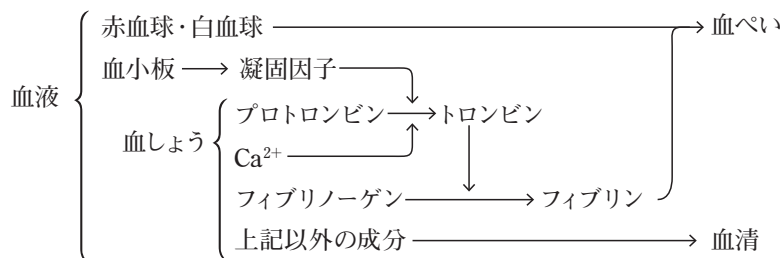 赤血球・白血球 血ぺい
血小板 凝固因子
血液
プロトロンビン トロンビン
血しょう
Ca²⁺
フィブリノーゲン フィブリン
上記以外の成分 血清